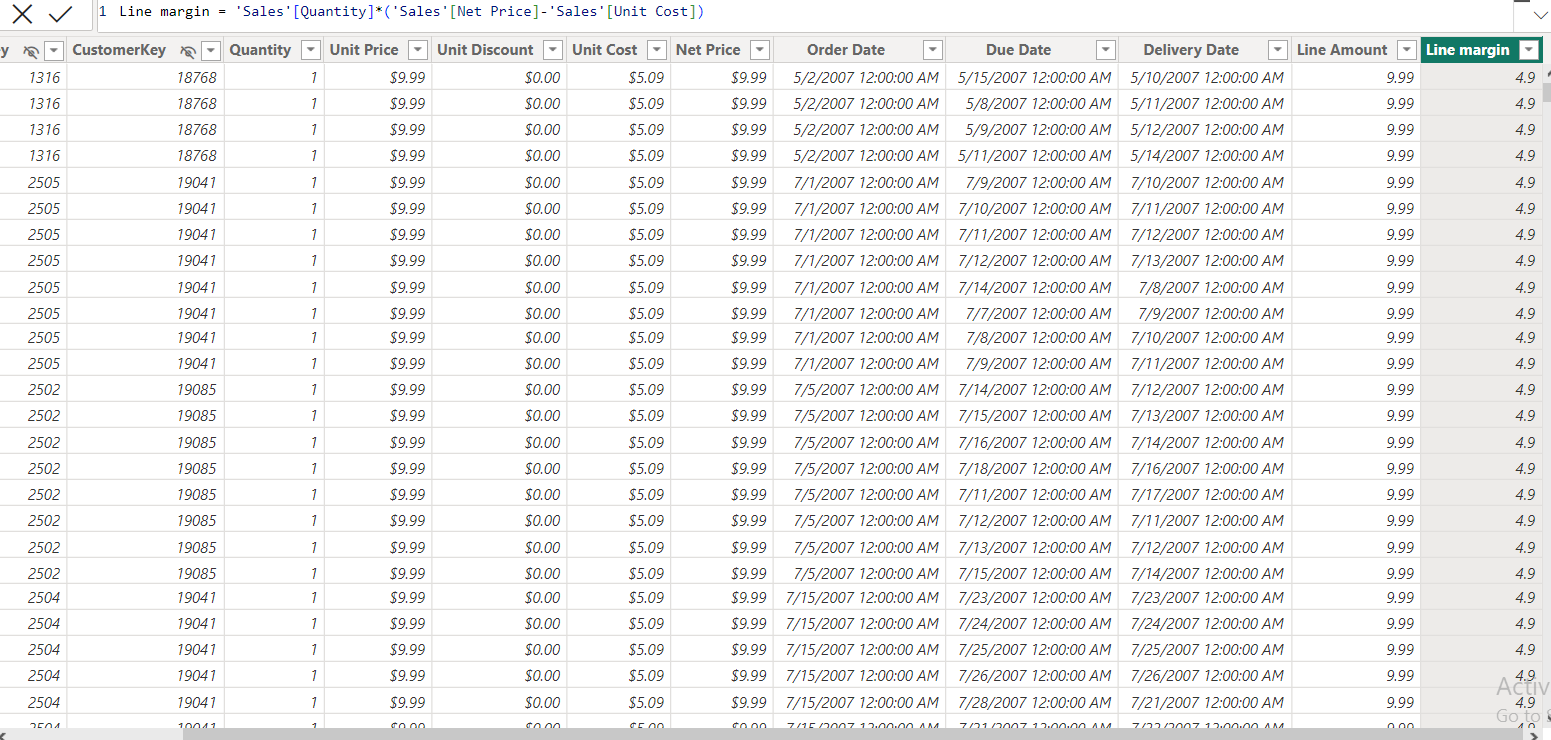 1 Line margin = 'Sales'[Quantity]*('Sales'[Net Price]-'Sales'[Unit Cost])
y CustomerKey Quantity Unit Price Unit Discount Unit Cost Net Price Order Date Due Date Delivery Date Line Amount Line margin
1316 18768 1 $9.99 $0.00 $5.09 $9.99 5/2/2007 12:00:00 AM 5/15/2007 12:00:00 AM 5/10/2007 12:00:00 AM 9.99 4.9
1316 18768 1 $9.99 $0.00 $5.09 $9.99 5/2/2007 12:00:00 AM 5/8/2007 12:00:00 AM 5/11/2007 12:00:00 AM 9.99 4.9
1316 18768 1 $9.99 $0.00 $5.09 $9.99 5/2/2007 12:00:00 AM 5/9/2007 12:00:00 AM 5/12/2007 12:00:00 AM 9.99 4.9
1316 18768 1 $9.99 $0.00 $5.09 $9.99 5/2/2007 12:00:00 AM 5/11/2007 12:00:00 AM 5/14/2007 12:00:00 AM 9.99 4.9
2505 19041 1 $9.99 $0.00 $5.09 $9.99 7/1/2007 12:00:00 AM 7/9/2007 12:00:00 AM 7/10/2007 12:00:00 AM 9.99 4.9
2505 19041 1 $9.99 $0.00 $5.09 $9.99 7/1/2007 12:00:00 AM 7/10/2007 12:00:00 AM 7/11/2007 12:00:00 AM 9.99 4.9
2505 19041 1 $9.99 $0.00 $5.09 $9.99 7/1/2007 12:00:00 AM 7/11/2007 12:00:00 AM 7/12/2007 12:00:00 AM 9.99 4.9
2505 19041 1 $9.99 $0.00 $5.09 $9.99 7/1/2007 12:00:00 AM 7/12/2007 12:00:00 AM 7/13/2007 12:00:00 AM 9.99 4.9
2505 19041 1 $9.99 $0.00 $5.09 $9.99 7/1/2007 12:00:00 AM 7/14/2007 12:00:00 AM 7/8/2007 12:00:00 AM 9.99 4.9
2505 19041 1 $9.99 $0.00 $5.09 $9.99 7/1/2007 12:00:00 AM 7/7/2007 12:00:00 AM 7/9/2007 12:00:00 AM 9.99 4.9
2505 19041 1 $9.99 $0.00 $5.09 $9.99 7/1/2007 12:00:00 AM 7/8/2007 12:00:00 AM 7/10/2007 12:00:00 AM 9.99 4.9
2505 19041 1 $9.99 $0.00 $5.09 $9.99 7/1/2007 12:00:00 AM 7/9/2007 12:00:00 AM 7/11/2007 12:00:00 AM 9.99 4.9
2502 19085 1 $9.99 $0.00 $5.09 $9.99 7/5/2007 12:00:00 AM 7/14/2007 12:00:00 AM 7/12/2007 12:00:00 AM 9.99 4.9
2502 19085 1 $9.99 $0.00 $5.09 $9.99 7/5/2007 12:00:00 AM 7/15/2007 12:00:00 AM 7/13/2007 12:00:00 AM 9.99 4.9
2502 19085 1 $9.99 $0.00 $5.09 $9.99 7/5/2007 12:00:00 AM 7/16/2007 12:00:00 AM 7/14/2007 12:00:00 AM 9.99 4.9
2502 19085 1 $9.99 $0.00 $5.09 $9.99 7/5/2007 12:00:00 AM 7/18/2007 12:00:00 AM 7/16/2007 12:00:00 AM 9.99 4.9
2502 19085 1 $9.99 $0.00 $5.09 $9.99 7/5/2007 12:00:00 AM 7/11/2007 12:00:00 AM 7/17/2007 12:00:00 AM 9.99 4.9
2502 19085 1 $9.99 $0.00 $5.09 $9.99 7/5/2007 12:00:00 AM 7/12/2007 12:00:00 AM 7/11/2007 12:00:00 AM 9.99 4.9
2502 19085 1 $9.99 $0.00 $5.09 $9.99 7/5/2007 12:00:00 AM 7/13/2007 12:00:00 AM 7/12/2007 12:00:00 AM 9.99 4.9
2502 19085 1 $9.99 $0.00 $5.09 $9.99 7/5/2007 12:00:00 AM 7/15/2007 12:00:00 AM 7/14/2007 12:00:00 AM 9.99 4.9
2504 19041 1 $9.99 $0.00 $5.09 $9.99 7/15/2007 12:00:00 AM 7/23/2007 12:00:00 AM 7/23/2007 12:00:00 AM 9.99 4.9
2504 19041 1 $9.99 $0.00 $5.09 $9.99 7/15/2007 12:00:00 AM 7/24/2007 12:00:00 AM 7/24/2007 12:00:00 AM 9.99 4.9
2504 19041 1 $9.99 $0.00 $5.09 $9.99 7/15/2007 12:00:00 AM 7/25/2007 12:00:00 AM 7/25/2007 12:00:00 AM 9.99 4.9
2504 19041 1 $9.99 $0.00 $5.09 $9.99 7/15/2007 12:00:00 AM 7/26/2007 12:00:00 AM 7/26/2007 12:00:00 AM 9.99 4.9
2504 19041 1 $9.99 $0.00 $5.09 $9.99 7/15/2007 12:00:00 AM 7/28/2007 12:00:00 AM 7/21/2007 12:00:00 AM 9.99 4.9
Activ
Go to